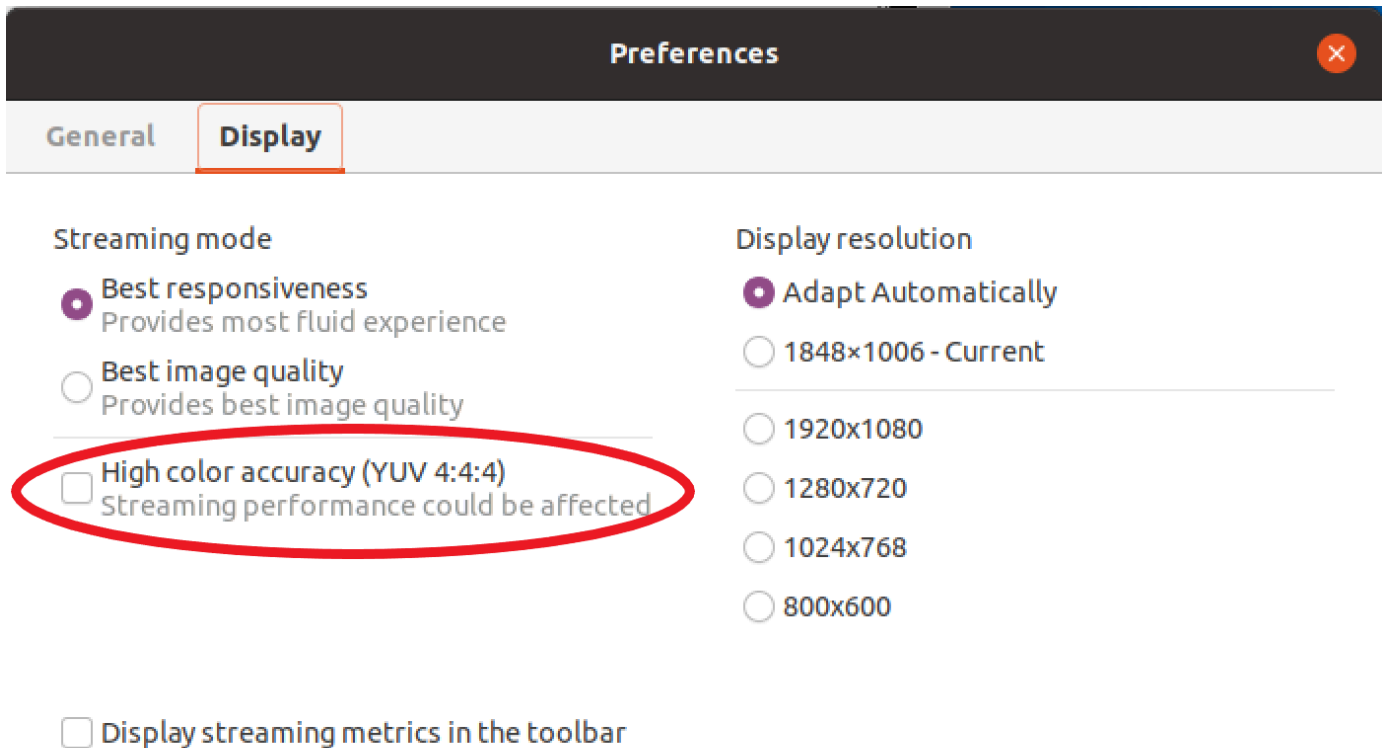 Preferences
General
Display
Streaming mode
Best responsiveness
Provides most fluid experience
Best image quality
Provides best image quality
High color accuracy (YUV 4:4:4)
Streaming performance could be affected
Display resolution
Adapt Automatically
1848×1006 - Current
1920x1080
1280x720
1024x768
800x600
Display streaming metrics in the toolbar